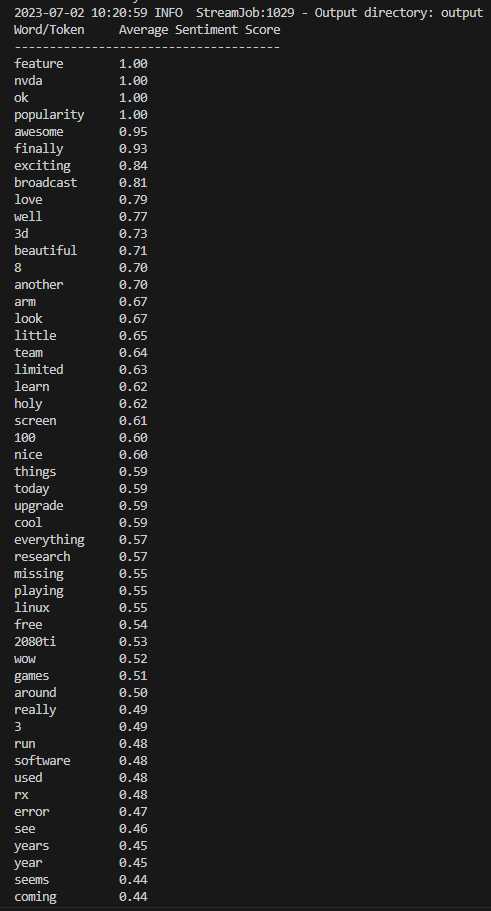 2023-07-02 10:20:59 INFO  StreamJob:1029 - Output directory: output
Word/Token     Average Sentiment Score
--------------------------------------
feature        1.00
nvda           1.00
ok             1.00
popularity     1.00
awesome        0.95
finally        0.93
exciting       0.84
broadcast      0.81
love           0.79
well           0.77
3d             0.73
beautiful      0.71
8              0.70
another        0.70
arm            0.67
look           0.67
little         0.65
team           0.64
limited        0.63
learn          0.62
holy           0.62
screen         0.61
100            0.60
nice           0.60
things         0.59
today          0.59
upgrade        0.59
cool           0.59
everything     0.57
research       0.57
missing        0.55
playing        0.55
linux          0.55
free           0.54
2080ti         0.53
wow            0.52
games          0.51
around         0.50
really         0.49
3              0.49
run            0.48
software       0.48
used           0.48
rx             0.48
error          0.47
see            0.46
years          0.45
year           0.45
seems          0.44
coming         0.44